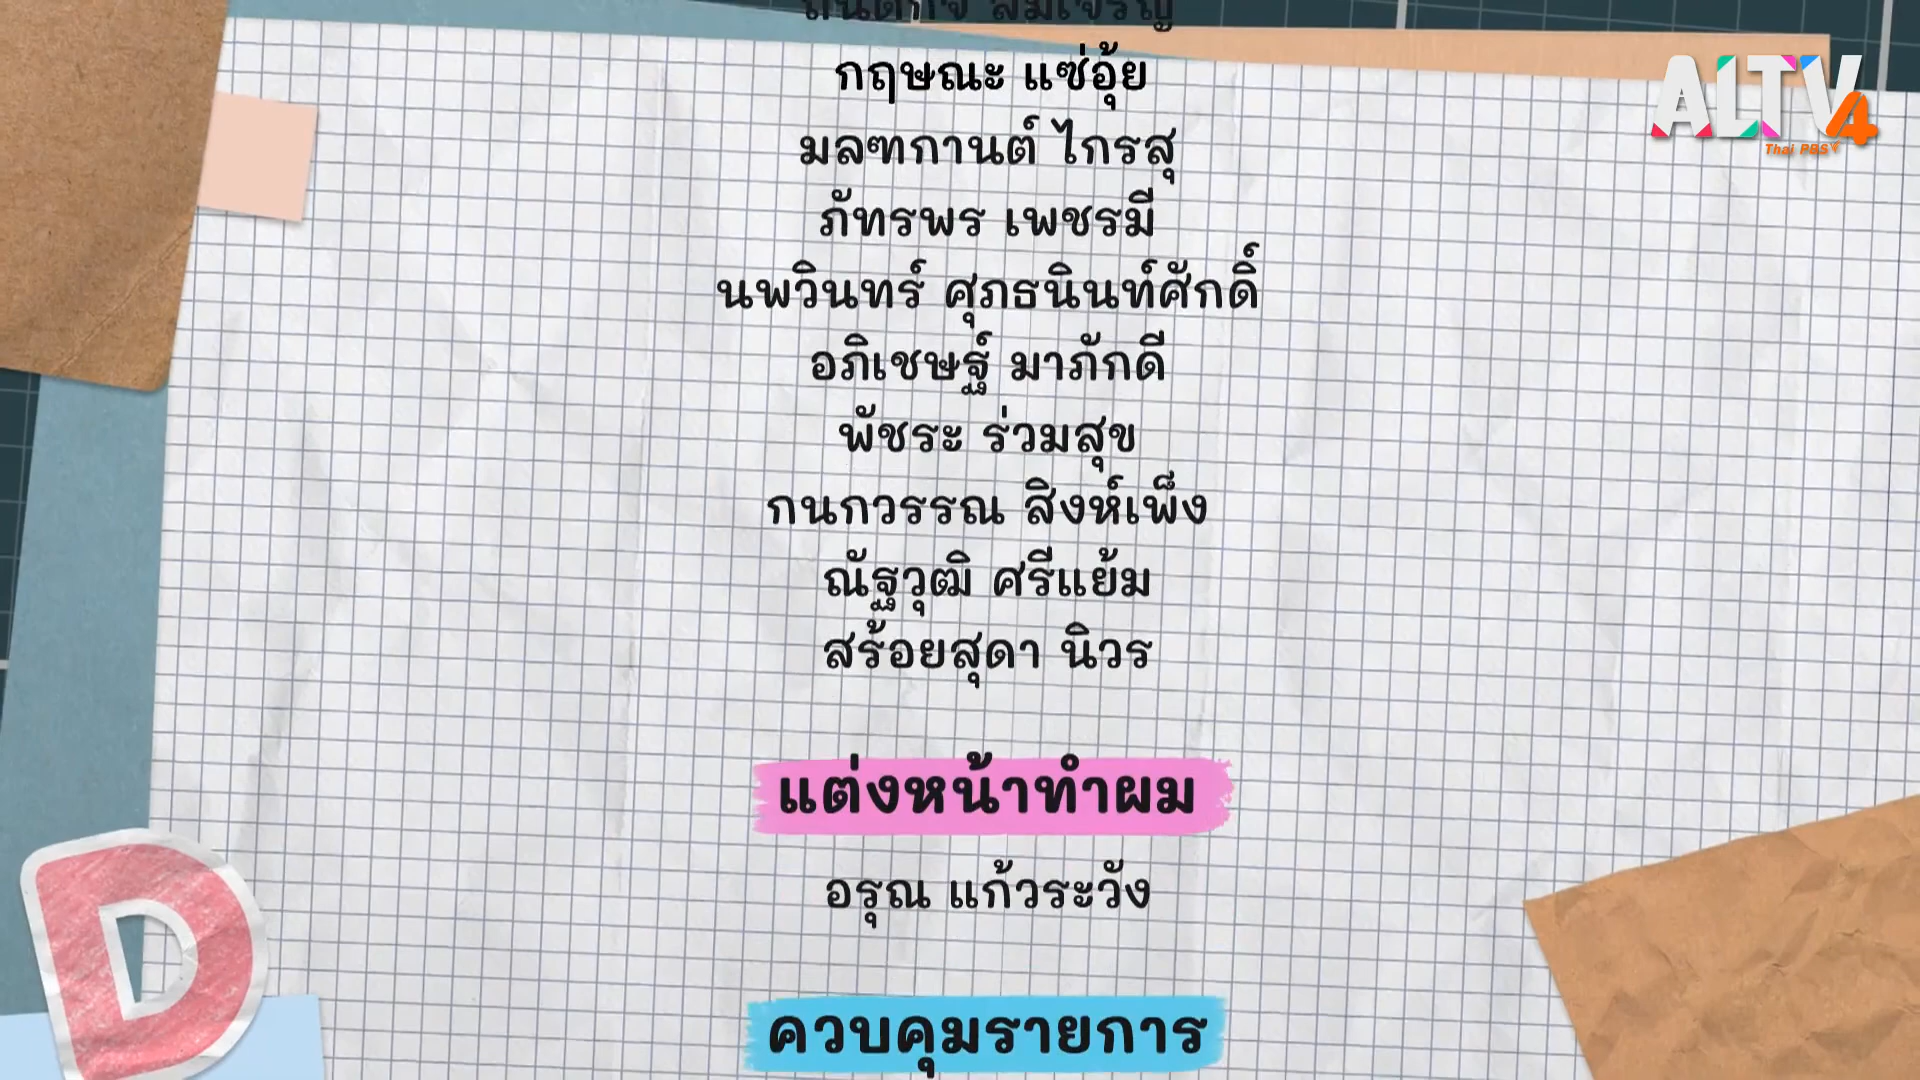 กฤษณะ แซ่อุ้ย
มลฑกานต์ ไกรสุ
ภัทรพร เพชรมี
นพวินทร์ ศุภธนินท์ศักดิ์
อภิเชษฐ์ มาภักดี
พัชระ ร่วมสุข
กนกวรรณ สิงห์เพ็ง
ณัฐวุฒิ ศรีแย้ม
สร้อยสุดา นิวร
แต่งหน้าทำผม
อรุณ แก้วระวัง
ควบคุมรายการ
ALTV4
Thai PBS
D